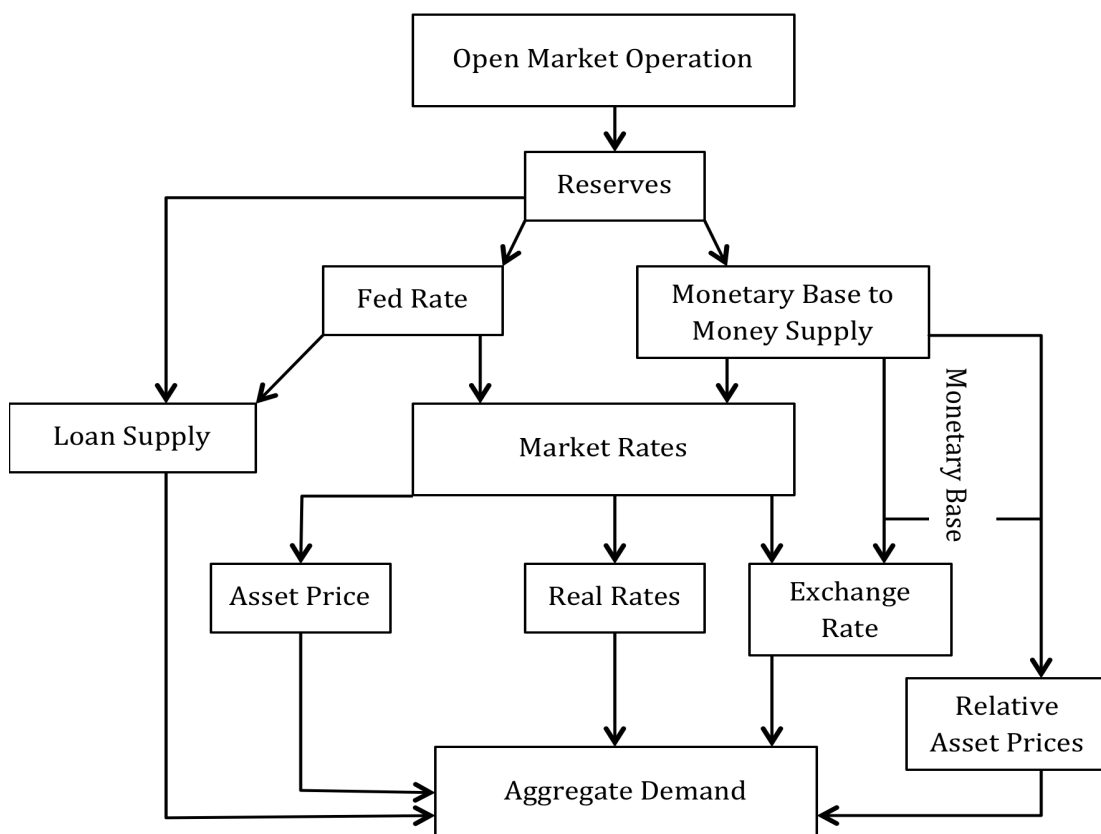 Open Market Operation
Reserves
Fed Rate
Monetary Base to
Money Supply
Loan Supply
Market Rates
Monetary Base
Asset Price
Real Rates
Exchange
Rate
Relative
Asset Prices
Aggregate Demand